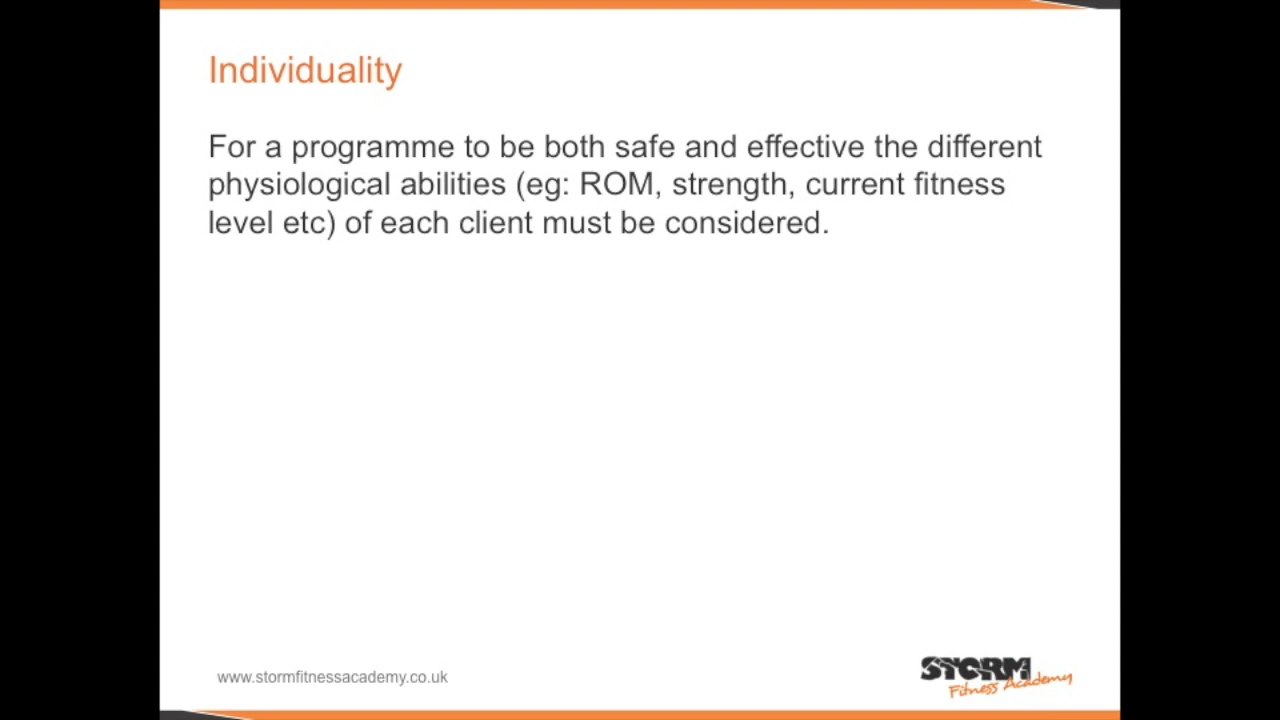 Individuality
For a programme to be both safe and effective the different
physiological abilities (eg: ROM, strength, current fitness
level etc) of each client must be considered.
www.stormfitnessacademy.co.uk
STORM
Fitness Academy